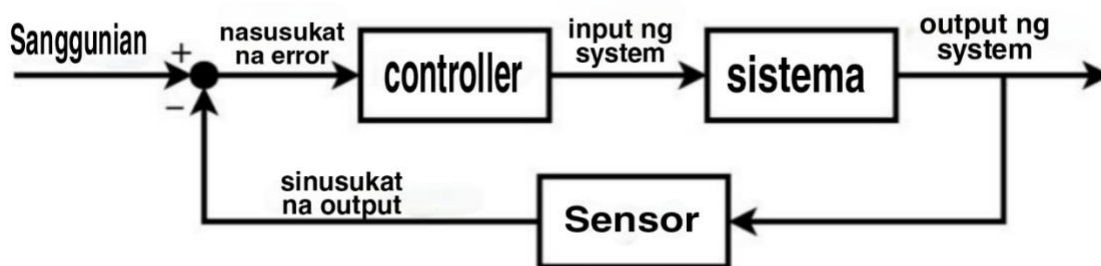 Sanggunian
+
nasusukat
na error
controller
input ng
system
sistema
output ng
system
−
sinusukat
na output
Sensor